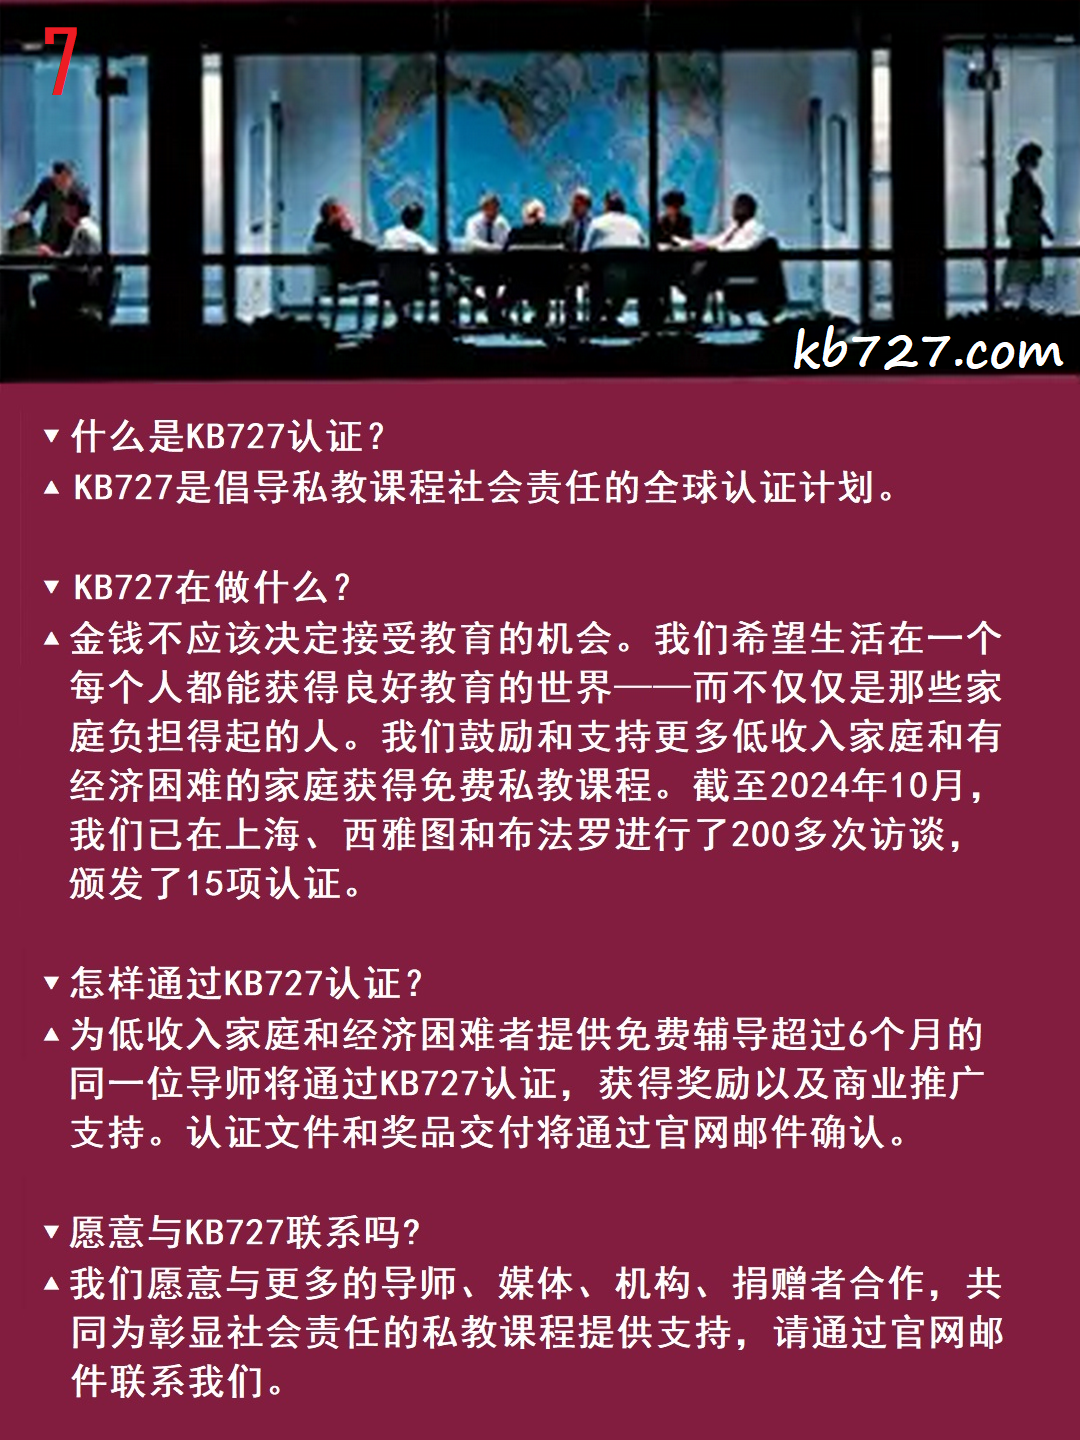 7
kb727.com
▼ 什么是KB727认证？
▲ KB727是倡导私教课程社会责任的全球认证计划。
▼ KB727在做什么？
▲ 金钱不应该决定接受教育的机会。我们希望生活在一个
每个人都能获得良好教育的世界——而不仅仅是那些家
庭负担得起的人。我们鼓励和支持更多低收入家庭和有
经济困难的家庭获得免费私教课程。截至2024年10月，
我们已在上海、西雅图和布法罗进行了200多次访谈，
颁发了15项认证。
▼ 怎样通过KB727认证？
▲ 为低收入家庭和经济困难者提供免费辅导超过6个月的
同一位导师将通过KB727认证，获得奖励以及商业推广
支持。认证文件和奖品交付将通过官网邮件确认。
▼ 愿意与KB727联系吗?
▲ 我们愿意与更多的导师、媒体、机构、捐赠者合作，共
同为彰显社会责任的私教课程提供支持，请通过官网邮
件联系我们。